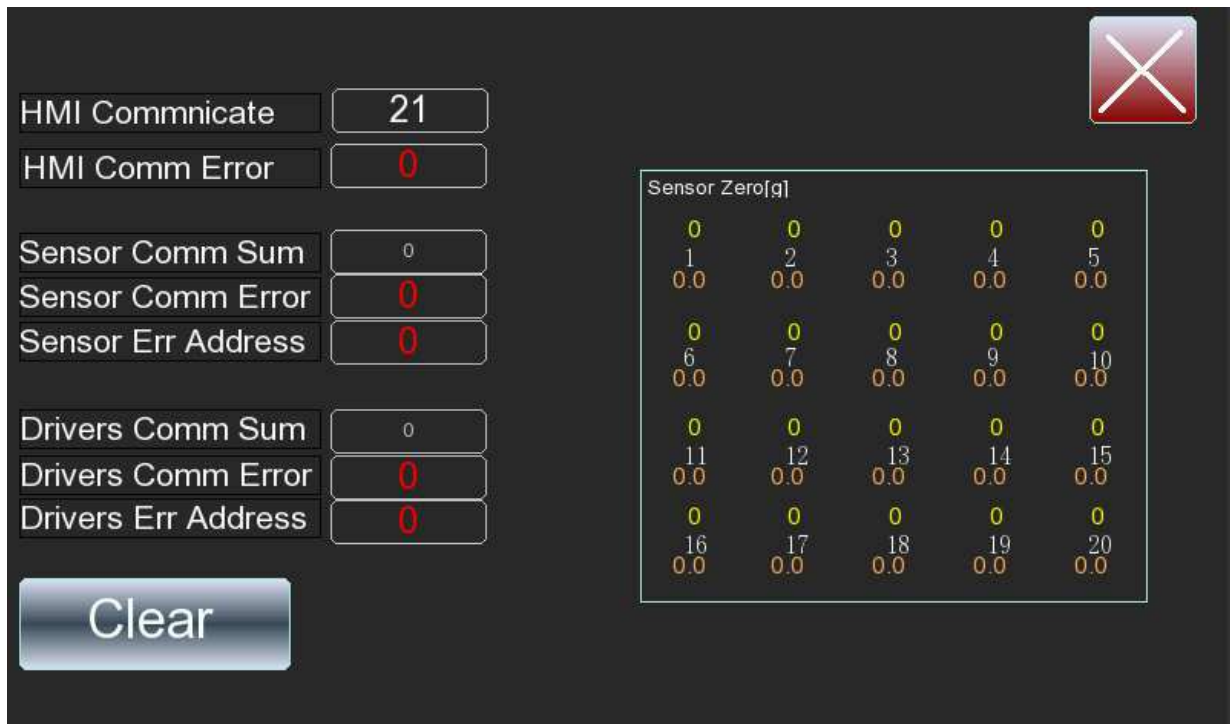 HMI Commnicate 21
HMI Comm Error 0
Sensor Comm Sum 0
Sensor Comm Error 0
Sensor Err Address 0
Drivers Comm Sum 0
Drivers Comm Error 0
Drivers Err Address 0
Clear
Sensor Zero[g]
0 0 0 0 0
1 2 3 4 5
0.0 0.0 0.0 0.0 0.0
0 0 0 0 0
6 7 8 9 10
0.0 0.0 0.0 0.0 0.0
0 0 0 0 0
11 12 13 14 15
0.0 0.0 0.0 0.0 0.0
0 0 0 0 0
16 17 18 19 20
0.0 0.0 0.0 0.0 0.0